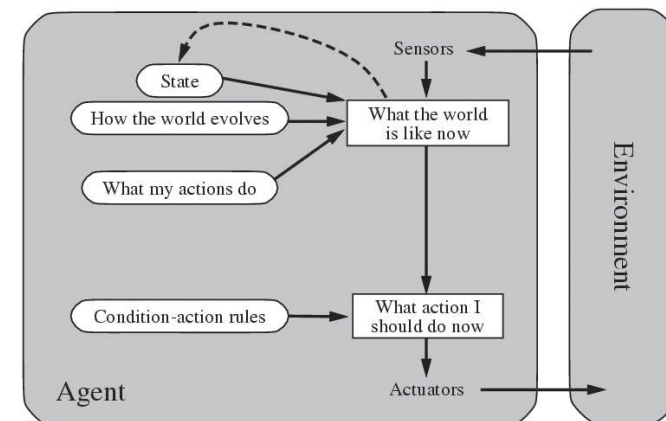 Sensors
State
How the world evolves
What the world
is like now
What my actions do
Environment
Condition-action rules
What action I
should do now
Agent
Actuators